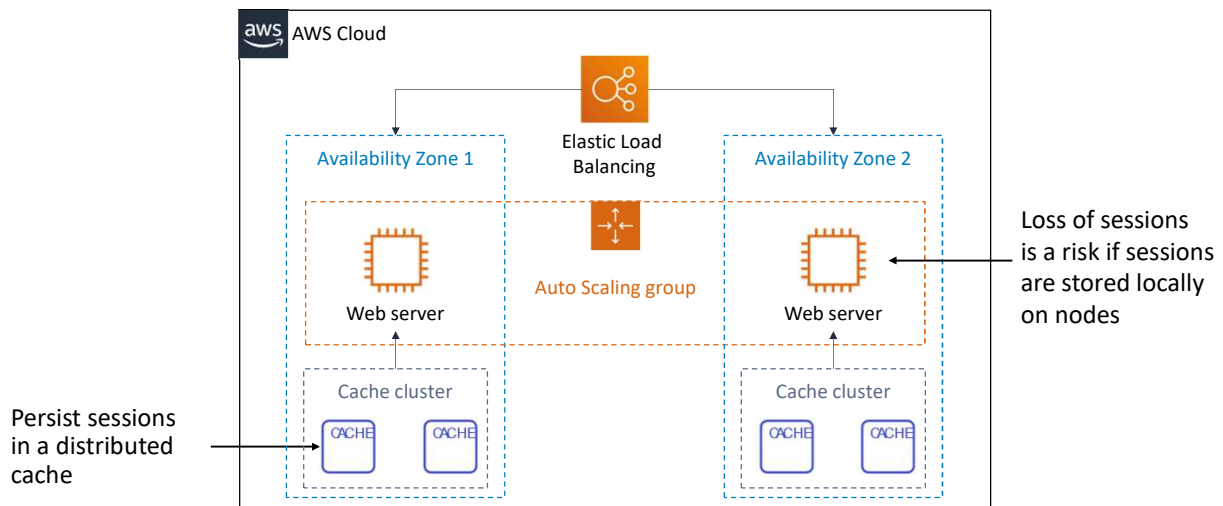 aws AWS Cloud
Elastic Load
Balancing
Availability Zone 1
Availability Zone 2
Web server
Auto Scaling group
Web server
Loss of sessions
is a risk if sessions
are stored locally
on nodes
Cache cluster
Cache cluster
Persist sessions
in a distributed
cache
CACHE
CACHE
CACHE
CACHE